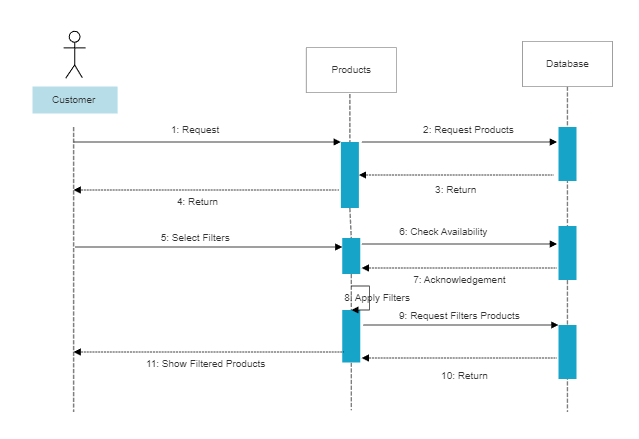 Customer
Products
Database
1: Request
2: Request Products
3: Return
4: Return
5: Select Filters
6: Check Availability
7: Acknowledgement
8: Apply Filters
9: Request Filters Products
10: Return
11: Show Filtered Products